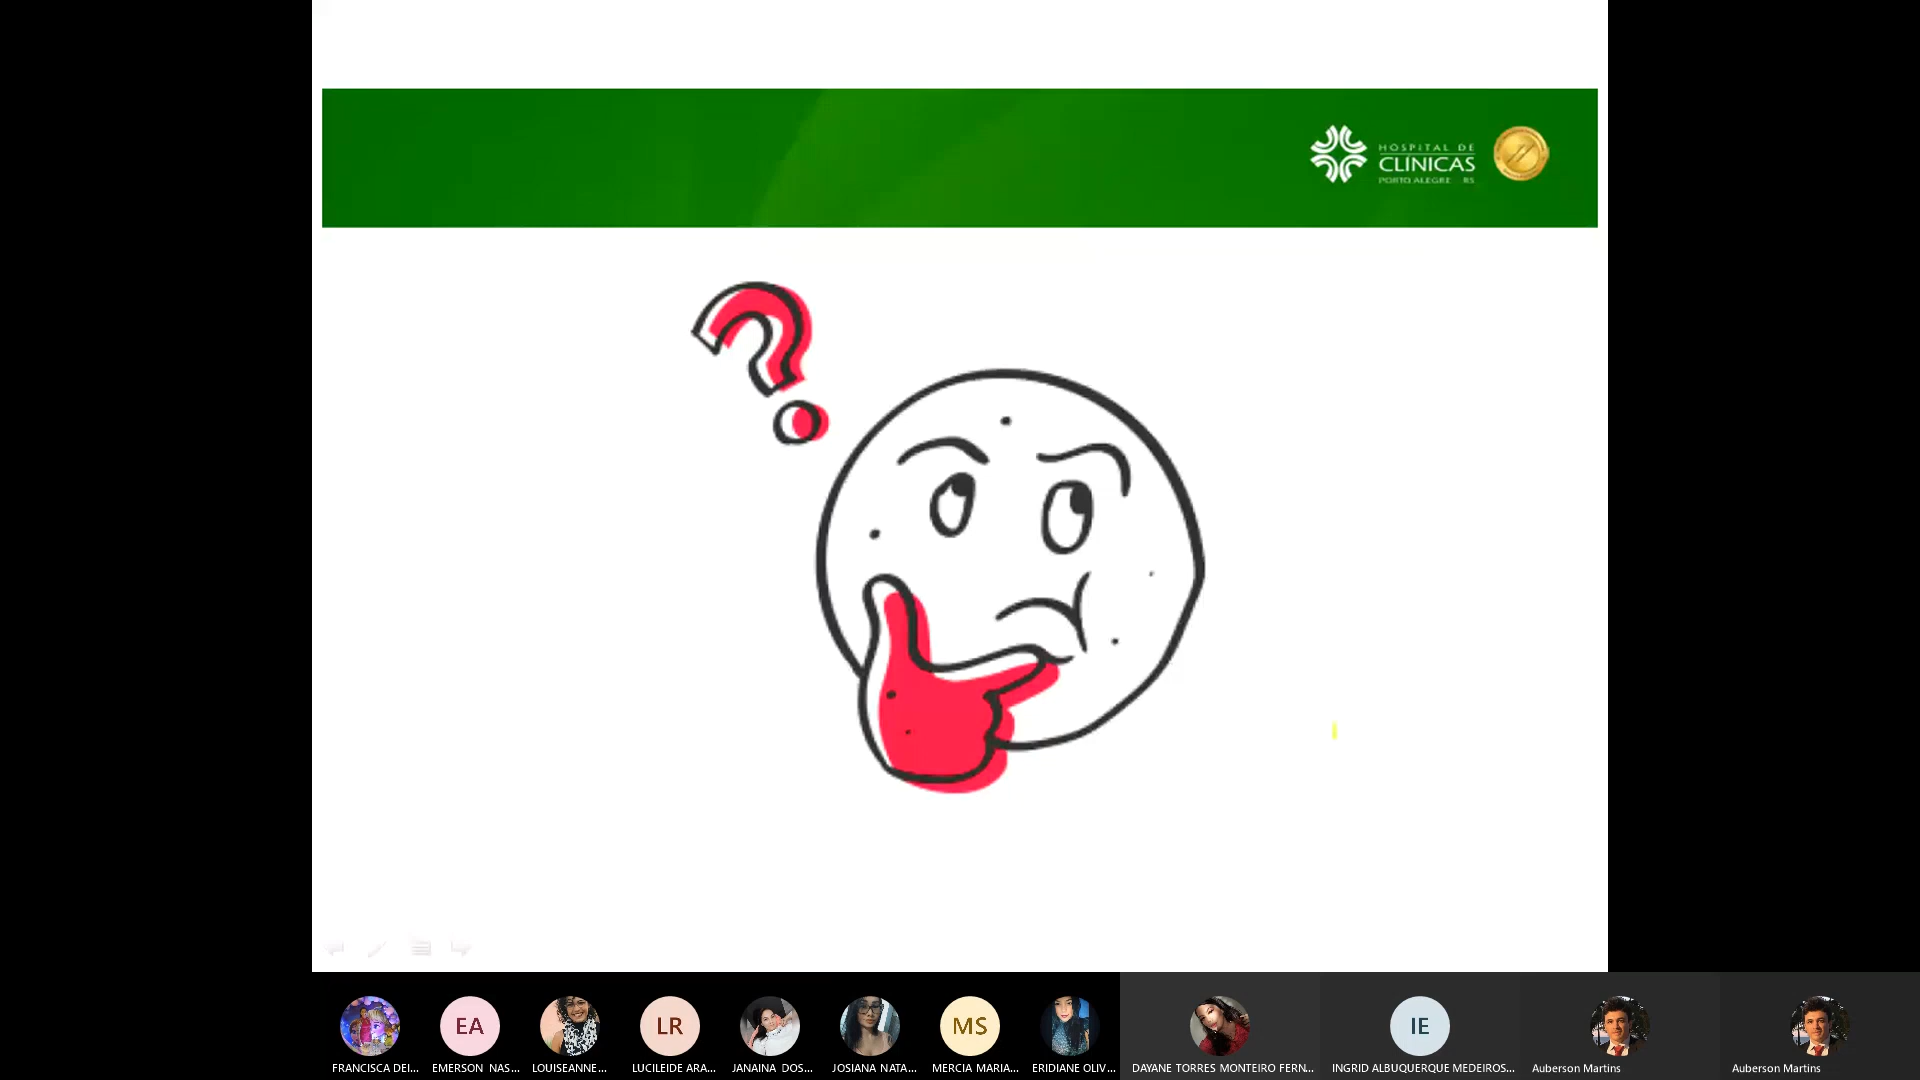 HOSPITAL DE
CLÍNICAS
PORTO ALEGRE RS
?
EA
LR
MS
IE
FRANCISCA DEI...
EMERSON NAS...
LOUISEANNE...
LUCILEIDE ARA...
JANAINA DOS...
JOSIANA NATA...
MERCIA MARIA...
ERIDIANE OLIV...
DAYANE TORRES MONTEIRO FERN...
INGRID ALBUQUERQUE MEDEIROS...
Auberson Martins
Auberson Martins